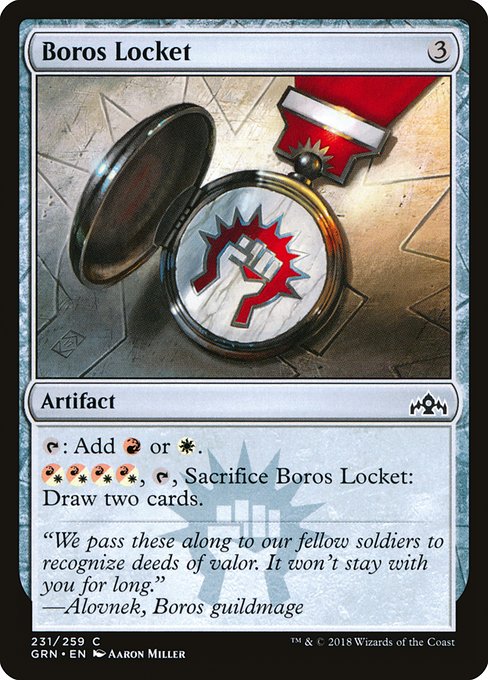 Boros Locket 3
Artifact
: Add or .
, , Sacrifice Boros Locket:
Draw two cards.
“We pass these along to our fellow soldiers to
recognize deeds of valor. It won’t stay with
you for long.”
—Alovnek, Boros guildmage
231/259 C
GRN • EN Aaron Miller
™ & © 2018 Wizards of the Coast